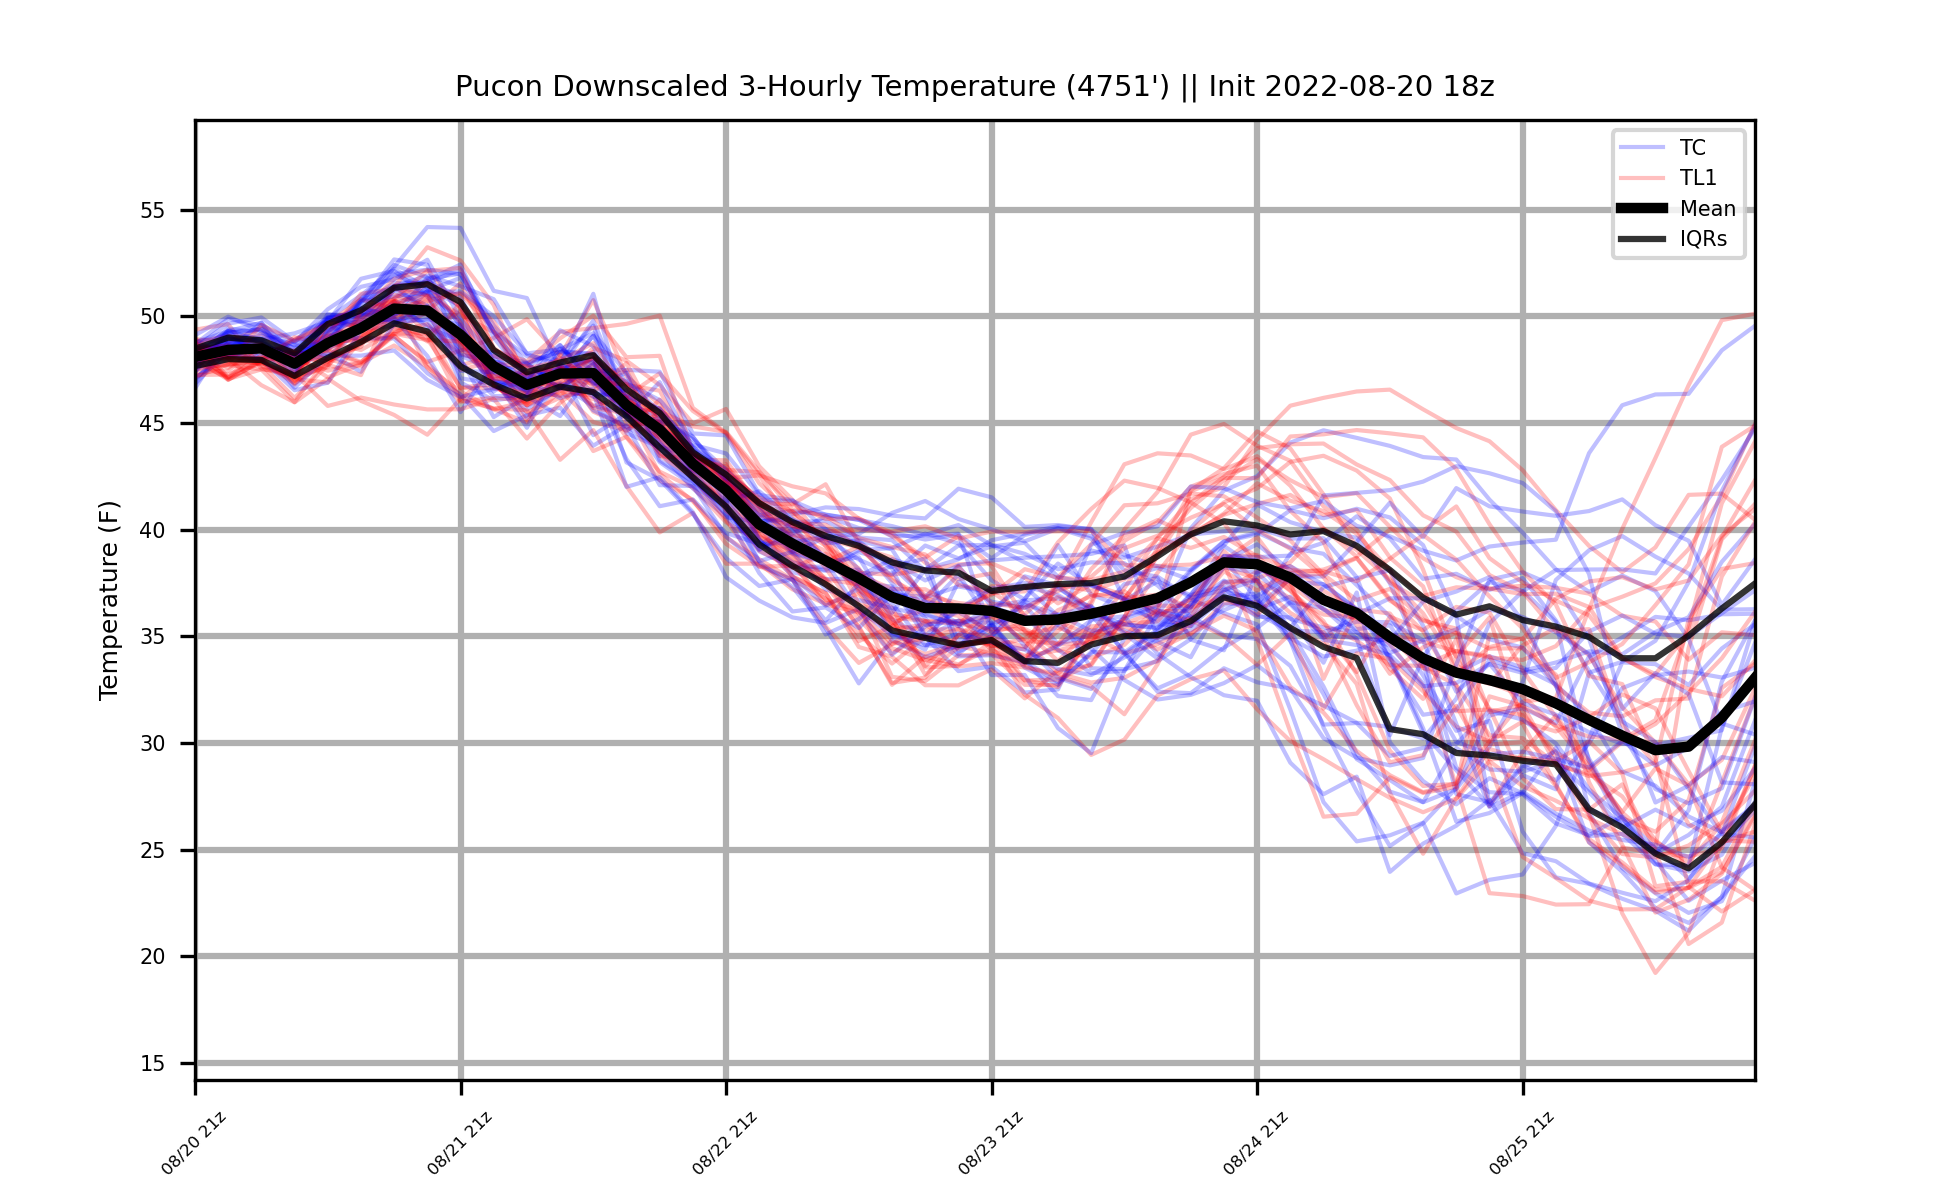 Pucon Downscaled 3-Hourly Temperature (4751') || Init 2022-08-20 18z
TC
TL1
Mean
IQRs
Temperature (F)
55
50
45
40
35
30
25
20
15
08/20 21z
08/21 21z
08/22 21z
08/23 21z
08/24 21z
08/25 21z